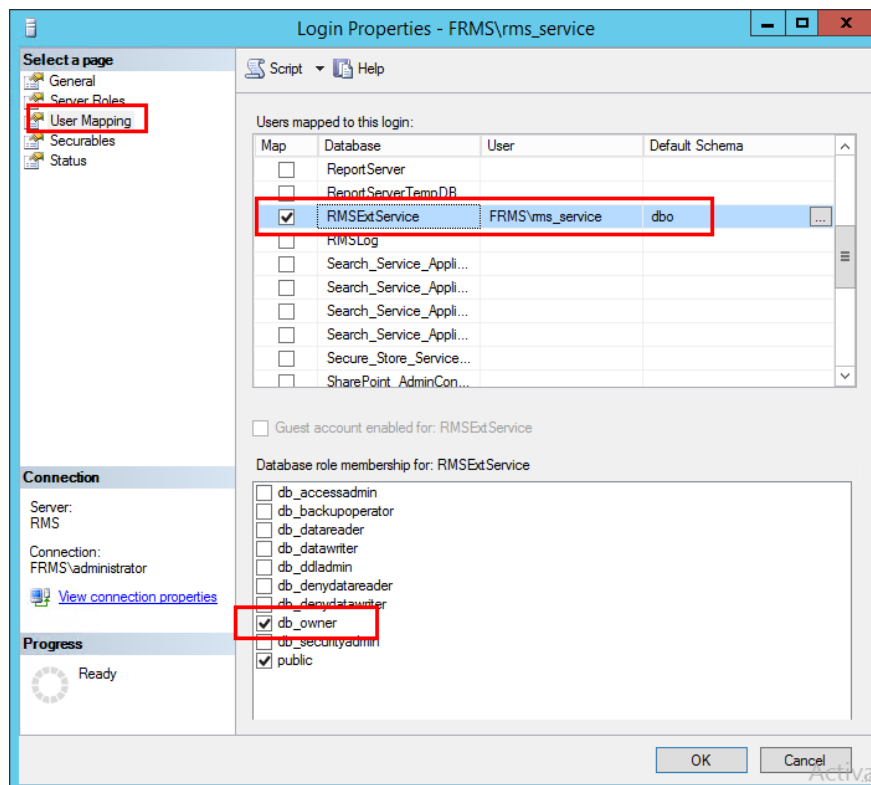 Login Properties - FRMS\rms_service
Select a page
General
Server Roles
User Mapping
Securables
Status
Script Help
Users mapped to this login:
Map Database User Default Schema
ReportServer
ReportServerTempDB
RMSExtService FRMS\rms_service dbo ...
RMSLog
Search_Service_Appli...
Search_Service_Appli...
Search_Service_Appli...
Search_Service_Appli...
Secure_Store_Service...
SharePoint_AdminCon...
Guest account enabled for: RMSExtService
Database role membership for: RMSExtService
db_accessadmin
db_backupoperator
db_datareader
db_datawriter
db_ddladmin
db_denydatareader
db_denydatawriter
db_owner
db_securityadmin
public
Connection
Server:
RMS
Connection:
FRMS\administrator
View connection properties
Progress
Ready
OK Cancel
Activa